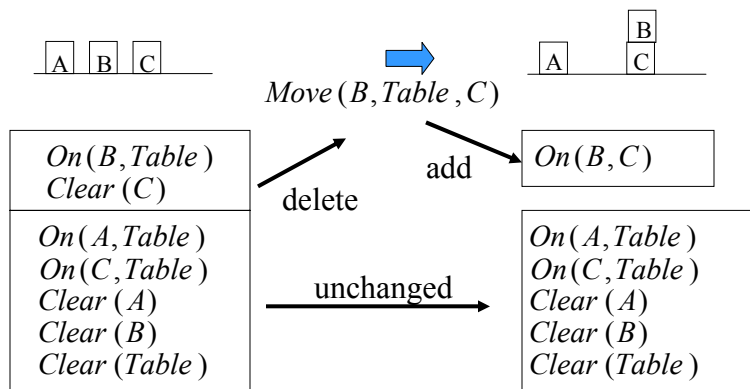 A B C
B
A C
Move (B,Table ,C)
On(B,Table)
Clear (C)
delete
add
On(B,C)
On(A,Table)
On(C,Table)
Clear (A)
Clear (B)
Clear (Table)
unchanged
On(A,Table)
On(C,Table)
Clear (A)
Clear (B)
Clear (Table)